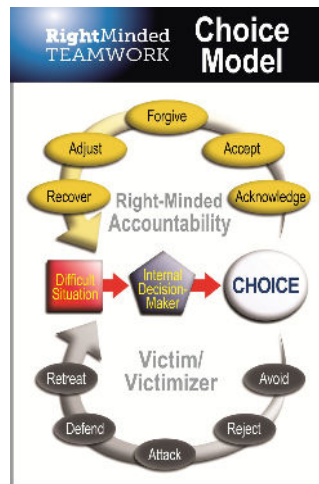 RightMinded
TEAMWORK
Choice
Model
Forgive
Adjust
Accept
Recover
Acknowledge
Right-Minded
Accountability
Difficult
Situation
Internal
Decision-
Maker
CHOICE
Victim/
Victimizer
Retreat
Avoid
Defend
Reject
Attack